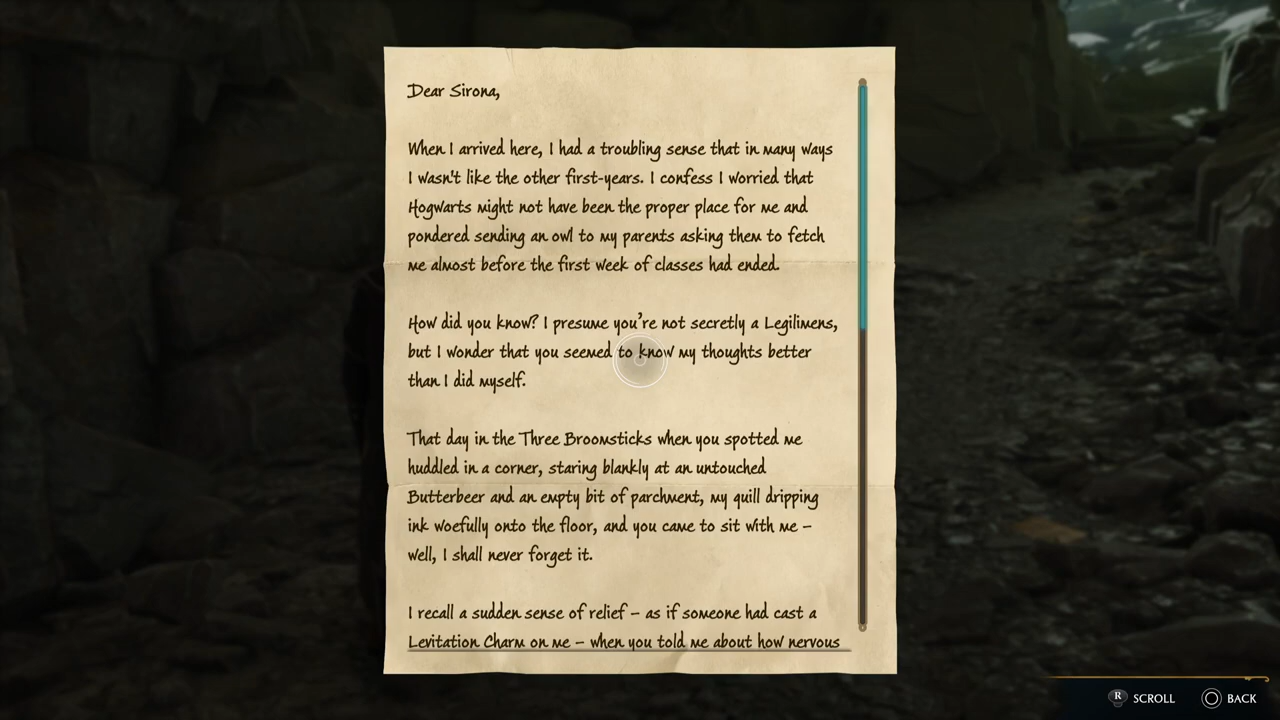 Dear Sirona,
When I arrived here, I had a troubling sense that in many ways
I wasn't like the other first-years. I confess I worried that
Hogwarts might not have been the proper place for me and
pondered sending an owl to my parents asking them to fetch
me almost before the first week of classes had ended.
How did you know? I presume you're not secretly a Legilimens,
but I wonder that you seemed to know my thoughts better
than I did myself.
That day in the Three Broomsticks when you spotted me
huddled in a corner, staring blankly at an untouched
Butterbeer and an empty bit of parchment, my quill dripping
ink woefully onto the floor, and you came to sit with me –
well, I shall never forget it.
I recall a sudden sense of relief – as if someone had cast a
Levitation Charm on me – when you told me about how nervous
R SCROLL BACK